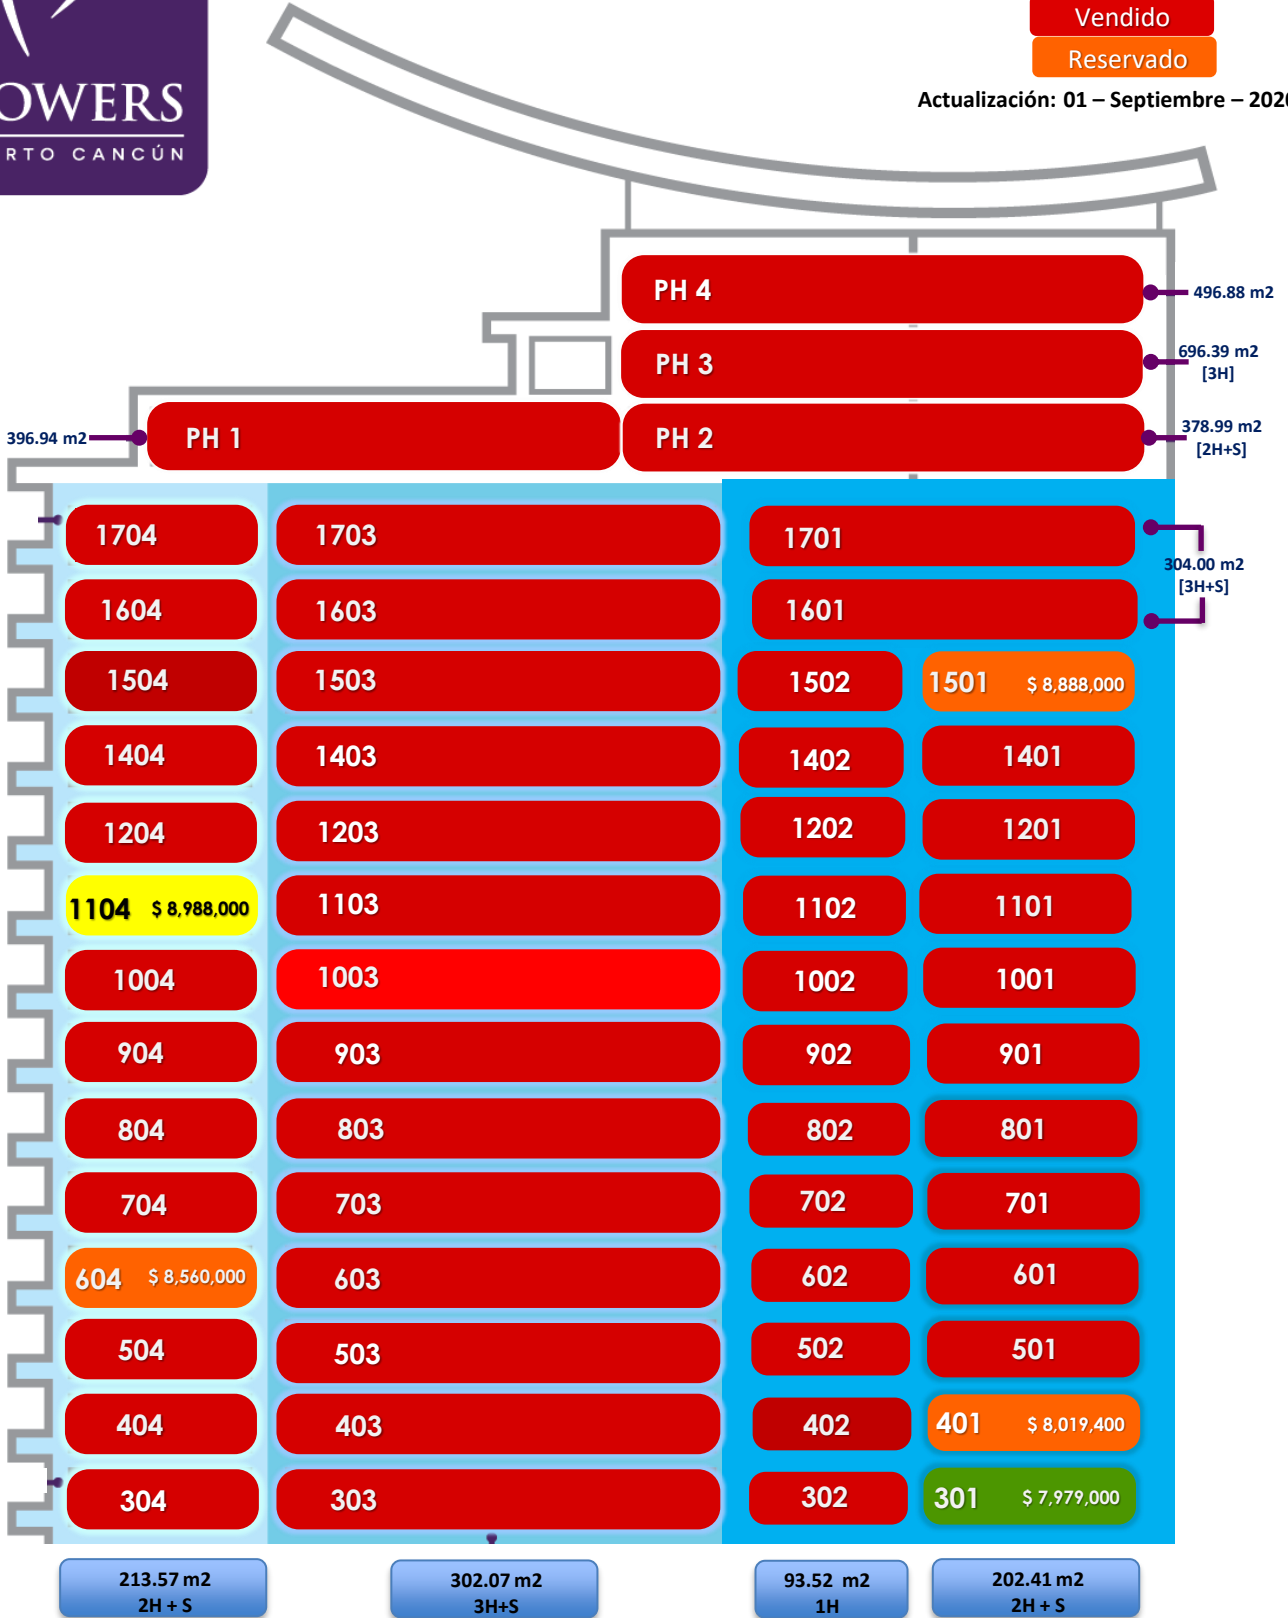 OWERS
RTO CANCÚN
Vendido
Reservado
Actualización: 01 – Septiembre – 202
PH 4
496.88 m2
PH 3
696.39 m2
[3H]
396.94 m2
PH 1
PH 2
378.99 m2
[2H+S]
1704
1703
1701
304.00 m2
[3H+S]
1604
1603
1601
1504
1503
1502
1501 $ 8,888,000
1404
1403
1402
1401
1204
1203
1202
1201
1104 $ 8,988,000
1103
1102
1101
1004
1003
1002
1001
904
903
902
901
804
803
802
801
704
703
702
701
604 $ 8,560,000
603
602
601
504
503
502
501
404
403
402
401 $ 8,019,400
304
303
302
301 $ 7,979,000
213.57 m2
2H + S
302.07 m2
3H+S
93.52 m2
1H
202.41 m2
2H + S